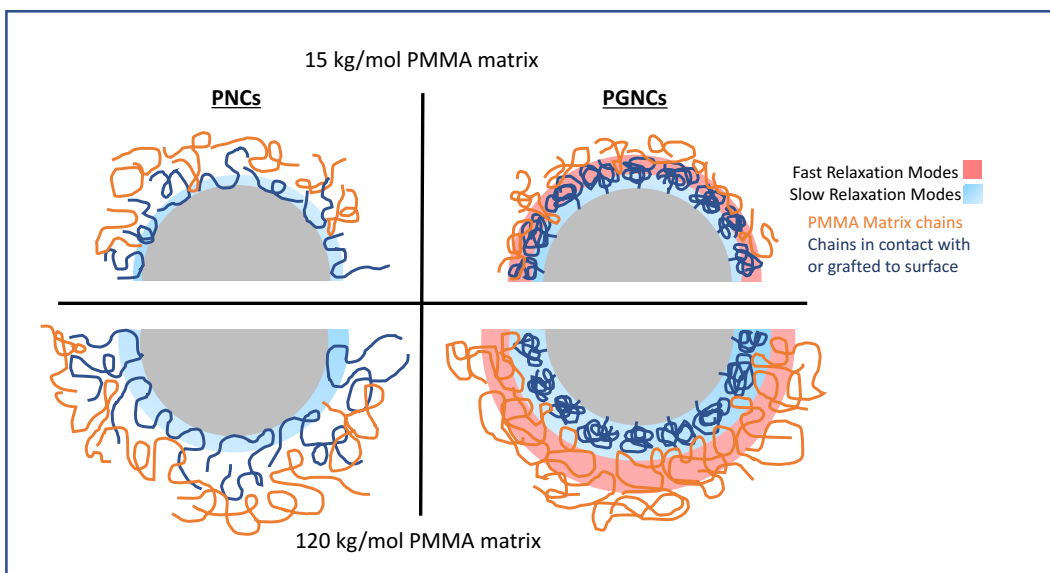 15 kg/mol PMMA matrix
PNCs
PGNCs
Fast Relaxation Modes
Slow Relaxation Modes
PMMA Matrix chains
Chains in contact with
or grafted to surface
120 kg/mol PMMA matrix